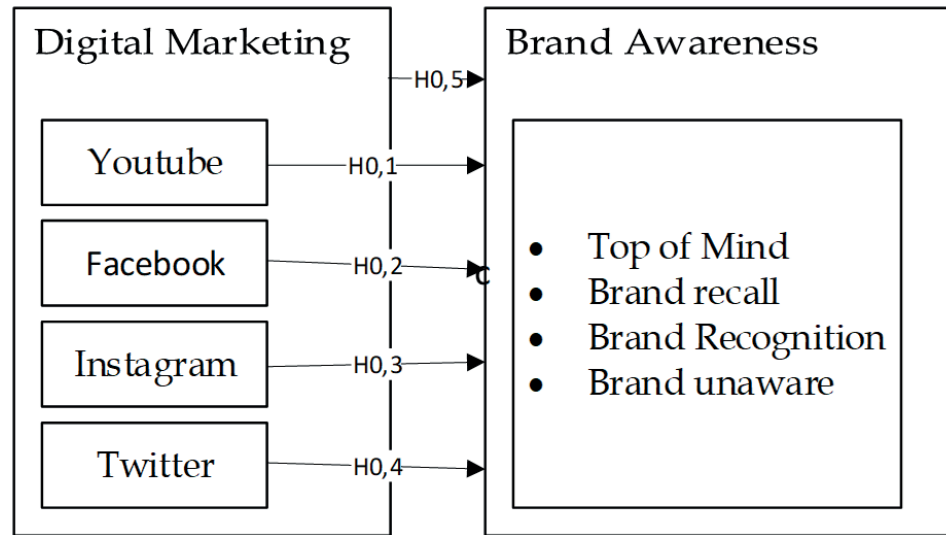 Digital Marketing
Brand Awareness
H0,5
Youtube
H0,1
Facebook
H0,2
c
Instagram
H0,3
Twitter
H0,4
• Top of Mind
• Brand recall
• Brand Recognition
• Brand unaware